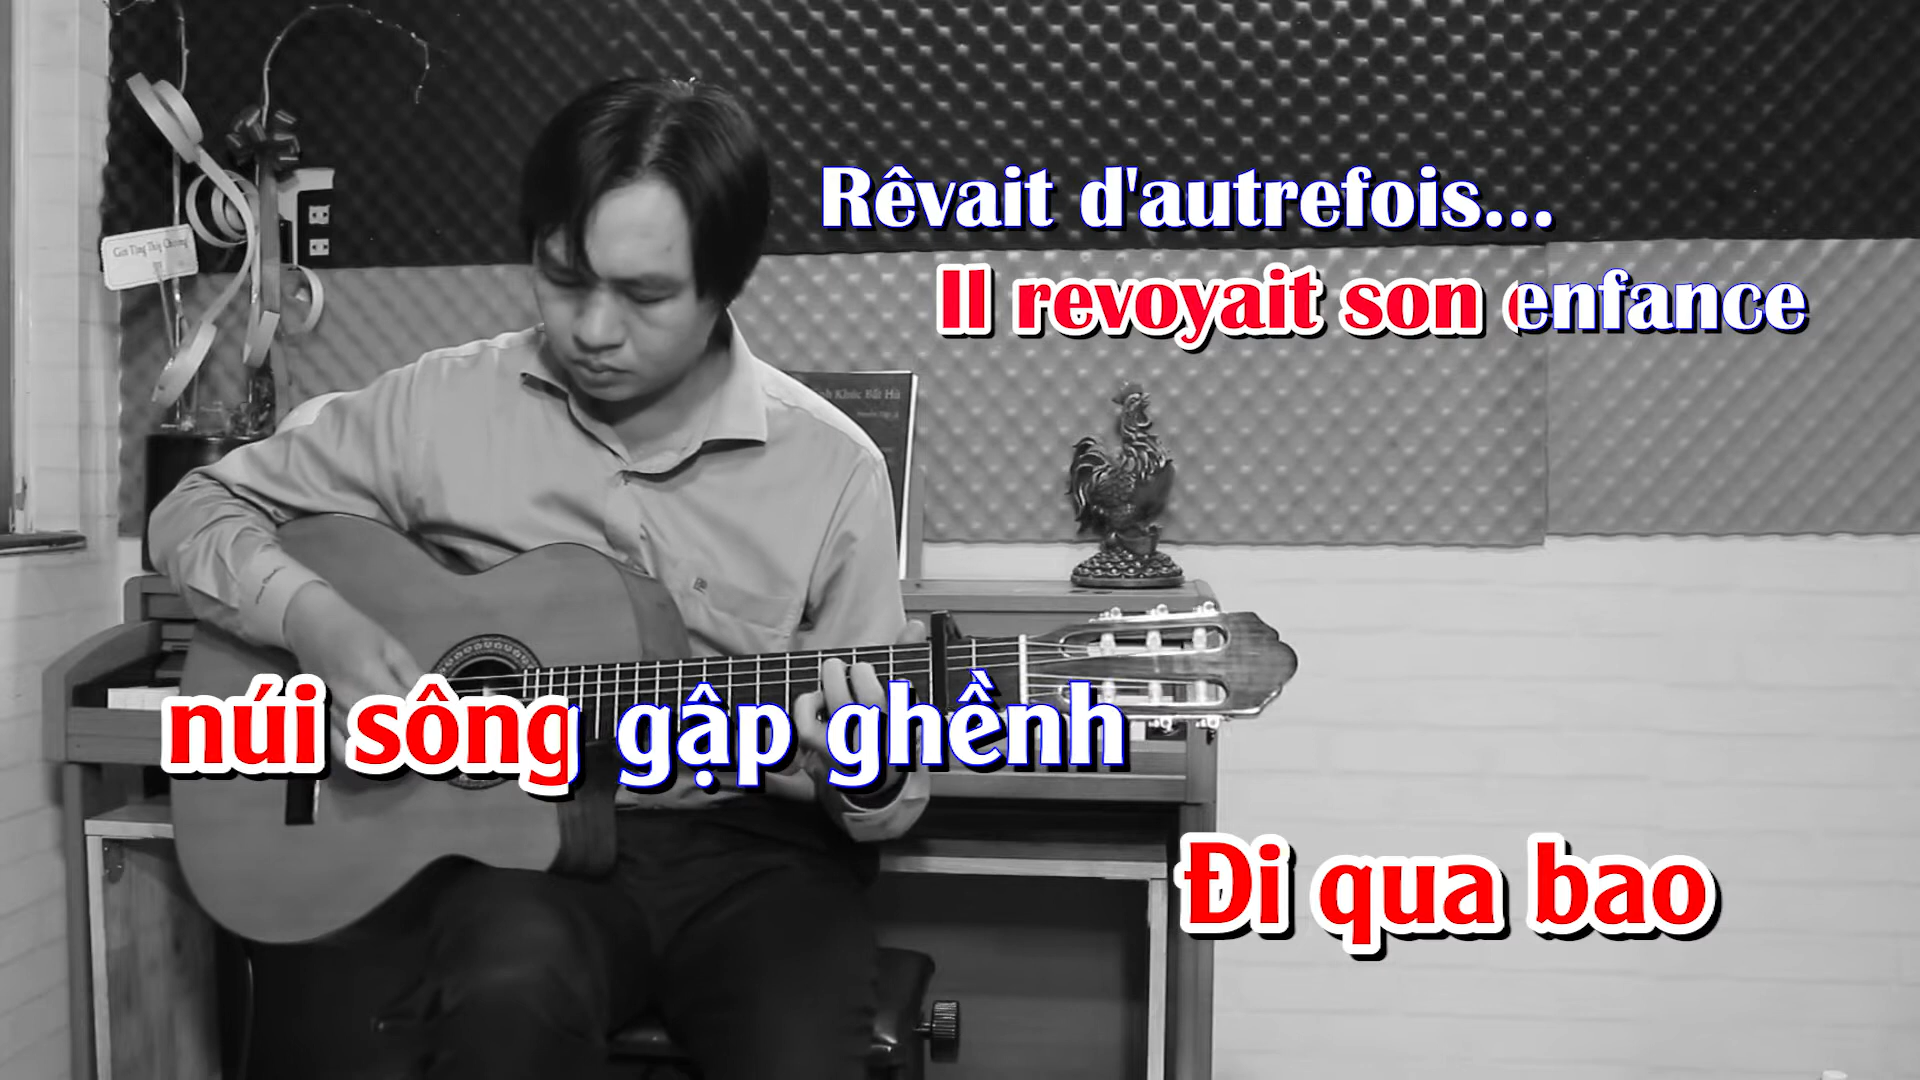 Rêvait d'autrefois...
Il revoyait son enfance
núi sông gập ghềnh
Đi qua bao